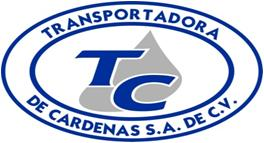 TRANSPORTADORA
TC
DE CARDENAS S.A. DE C.V.